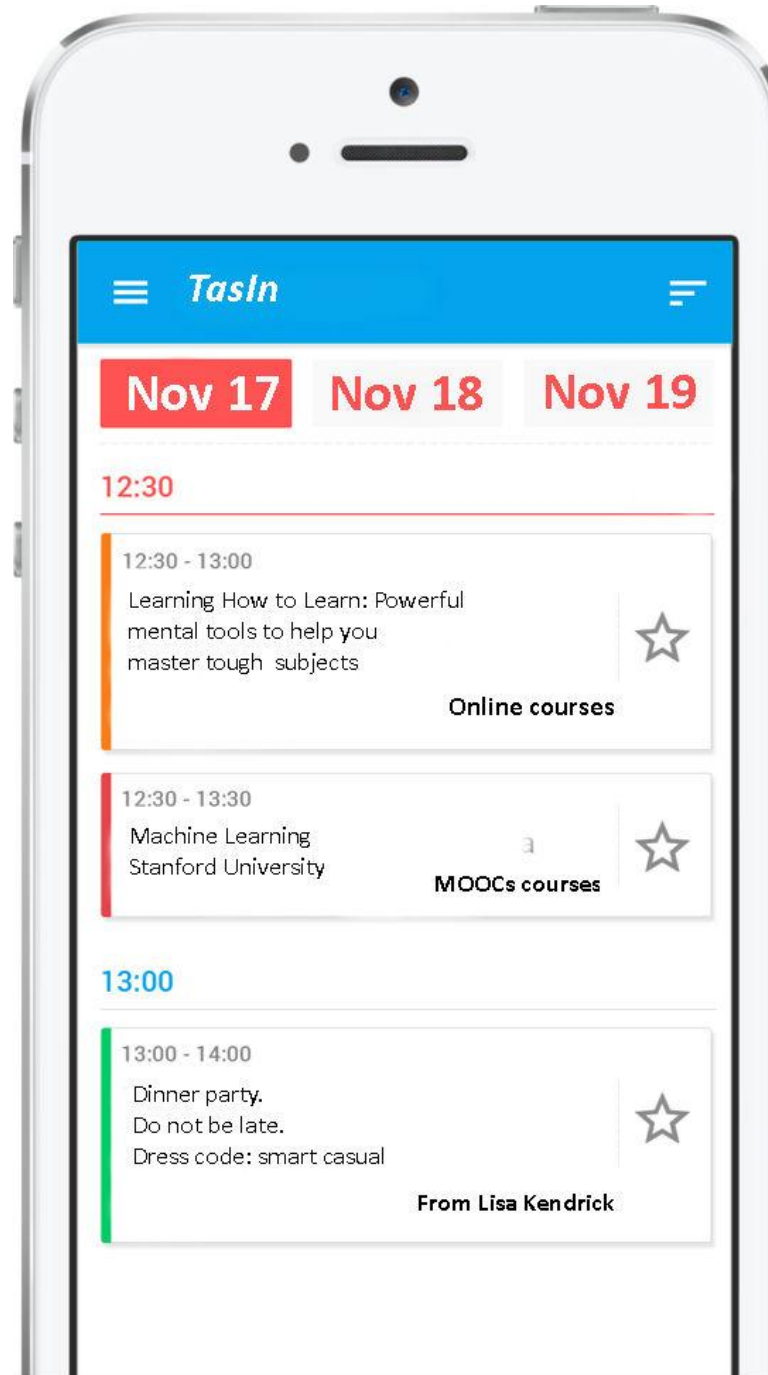 TasIn
Nov 17 Nov 18 Nov 19
12:30
12:30 - 13:00
Learning How to Learn: Powerful
mental tools to help you
master tough subjects
Online courses
12:30 - 13:30
Machine Learning
Stanford University
a
MOOCs courses
13:00
13:00 - 14:00
Dinner party.
Do not be late.
Dress code: smart casual
From Lisa Kendrick